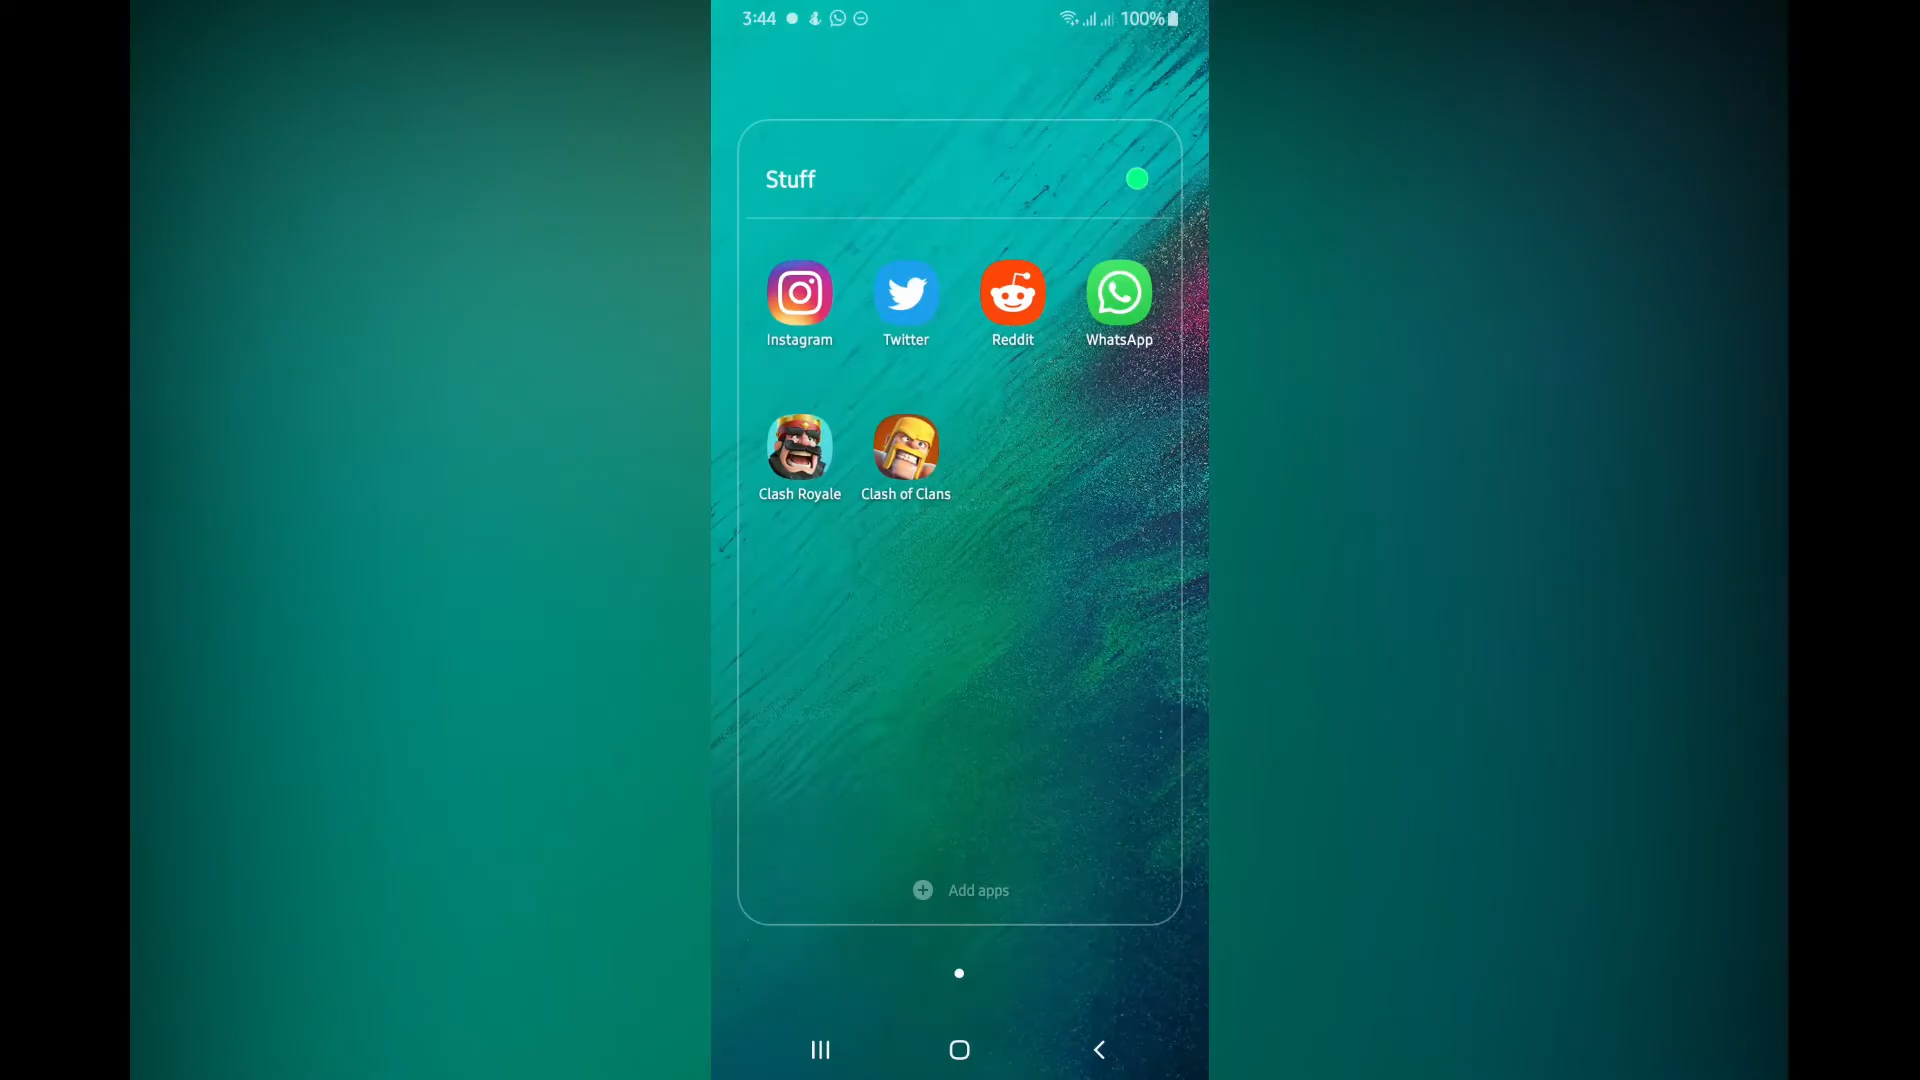 3:44 100%
Stuff
Instagram Twitter Reddit WhatsApp
Clash Royale Clash of Clans
Add apps